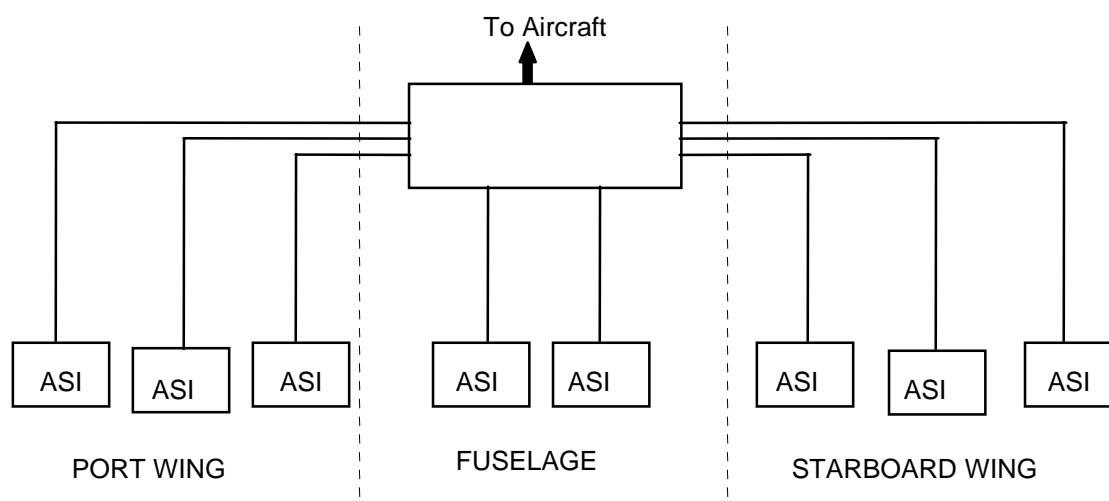 To Aircraft
ASI
ASI
ASI
ASI
ASI
ASI
ASI
ASI
PORT WING
FUSELAGE
STARBOARD WING